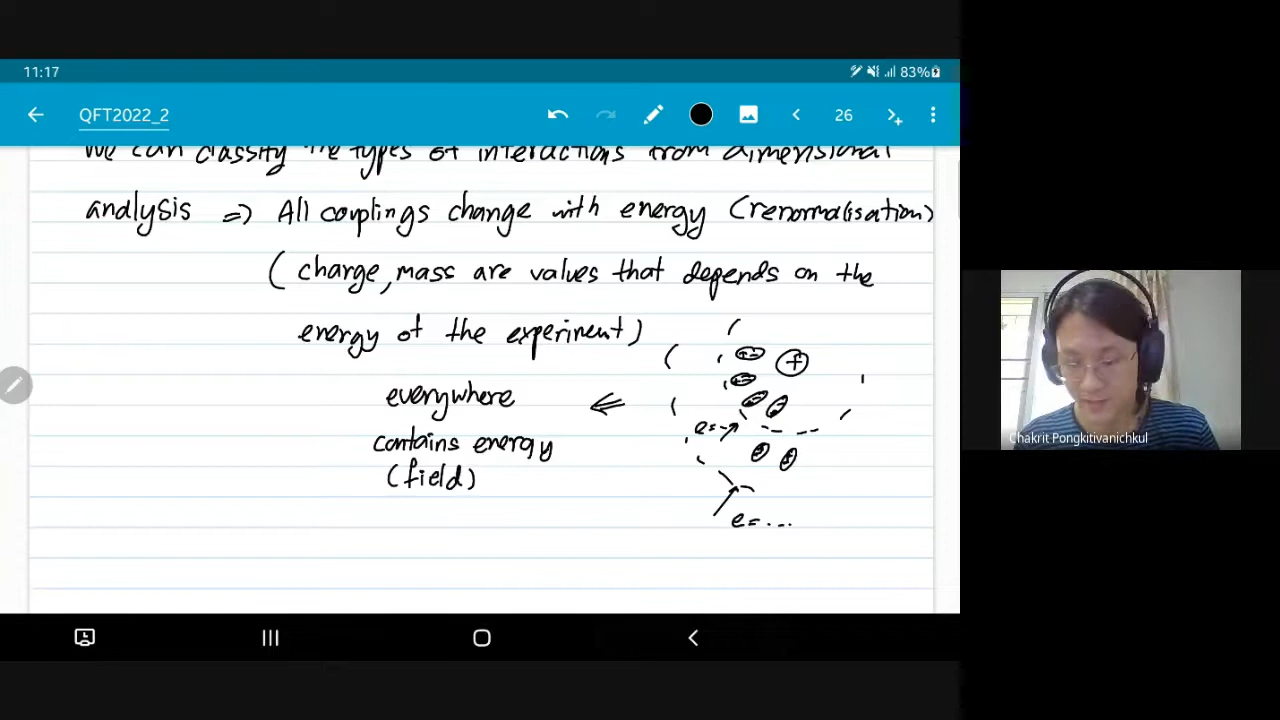 11:17
83%
QFT2022_2
26
We can classify the types of interactions from dimensional
analysis => All couplings change with energy (renormalisation)
( charge, mass are values that depends on the
energy of the experiment)
+
everywhere
contains energy
(field)
e=
e=...
Chakrit Pongkitivanichkul